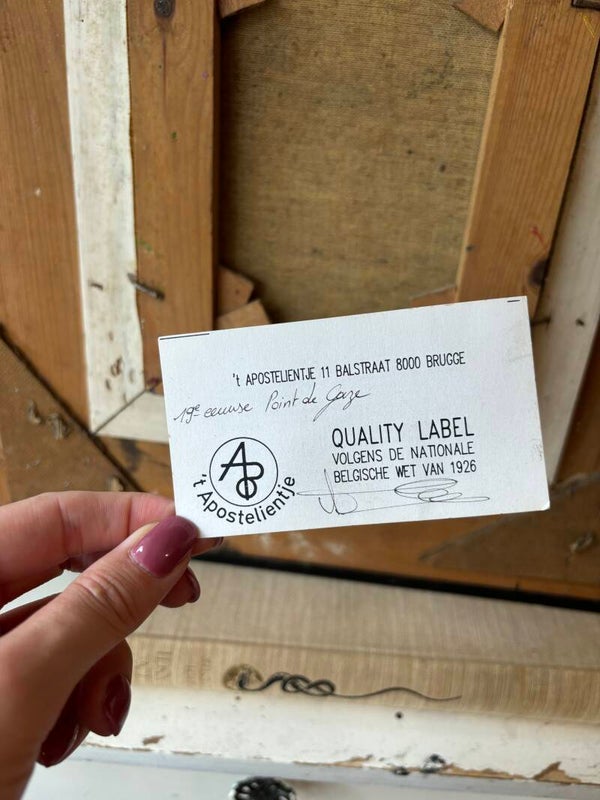 't APOSTELIENTJE 11 BALSTRAAT 8000 BRUGGE
19e eeuwse Point de Gaze
QUALITY LABEL
VOLGENS DE NATIONALE
BELGISCHE WET VAN 1926
AP
't Apostelientje